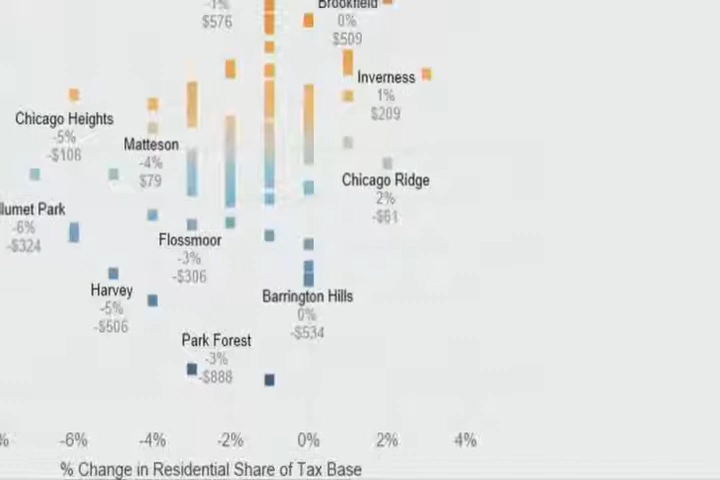 -1%
$576
Brookfield
0%
$509
Inverness
1%
$209
Chicago Heights
-5%
-$108
Matteson
-4%
$79
Chicago Ridge
2%
-$61
lumet Park
-6%
-$324
Flossmoor
-3%
-$306
Harvey
-5%
-$506
Barrington Hills
0%
-$534
Park Forest
-3%
-$888
% -6% -4% -2% 0% 2% 4%
% Change in Residential Share of Tax Base